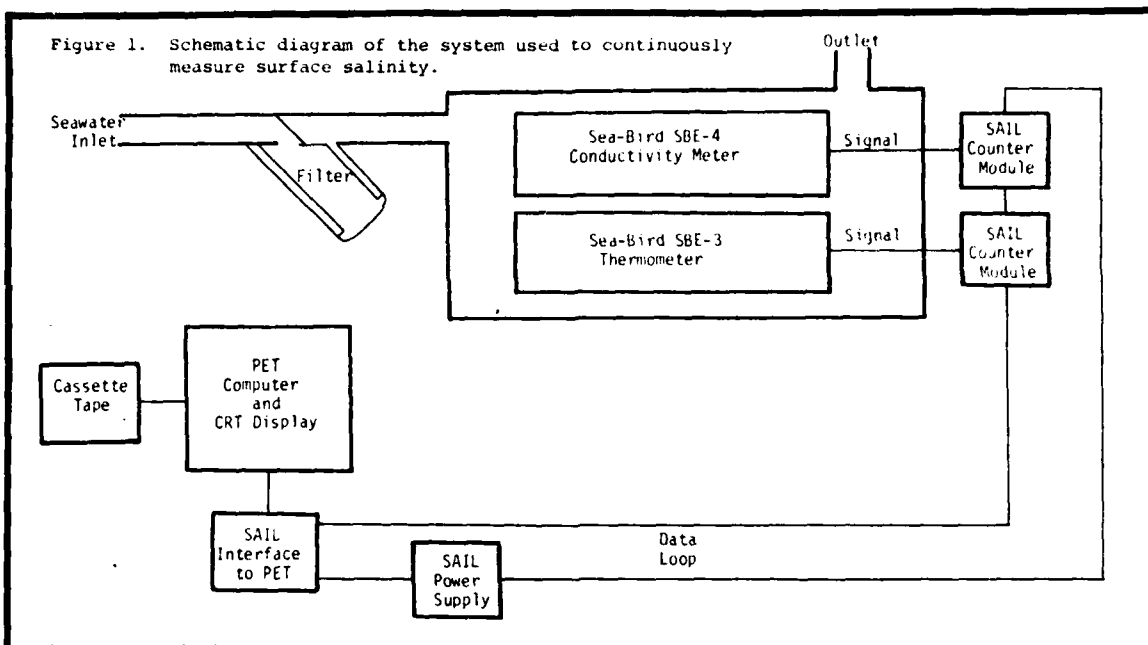 Figure 1. Schematic diagram of the system used to continuously
measure surface salinity.
Outlet
Seawater
Inlet
Filter
Sea-Bird SBE-4
Conductivity Meter
Signal
SAIL
Counter
Module
Sea-Bird SBE-3
Thermometer
Signal
SAIL
Counter
Module
Cassette
Tape
PET
Computer
and
CRT Display
SAIL
Interface
to PET
SAIL
Power
Supply
Data
Loop